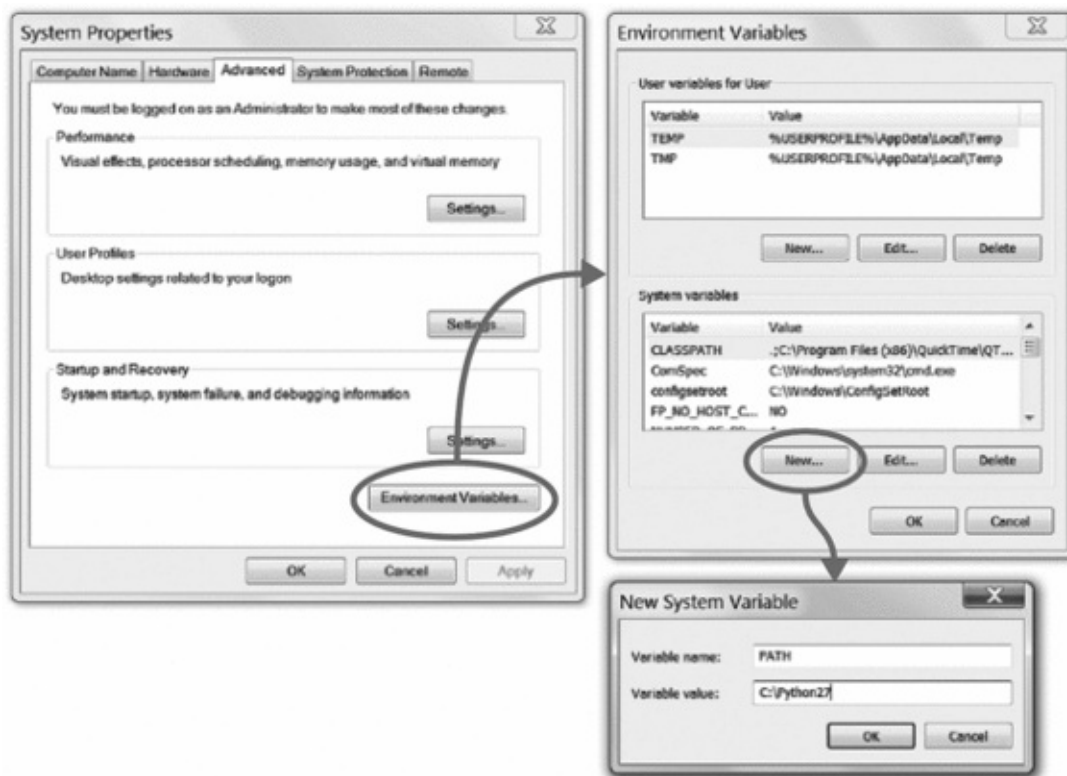 System Properties
Computer Name Hardware Advanced System Protection Remote
You must be logged on as an Administrator to make most of these changes.
Performance
Visual effects, processor scheduling, memory usage, and virtual memory
Settings...
User Profiles
Desktop settings related to your logon
Settings...
Startup and Recovery
System startup, system failure, and debugging information
Settings...
Environment Variables...
OK Cancel Apply
Environment Variables
User variables for User
Variable Value
TEMP %USERPROFILE%\AppData\Local\Temp
TMP %USERPROFILE%\AppData\Local\Temp
New... Edit... Delete
System variables
Variable Value
CLASSPATH .;C:\Program Files (x86)\QuickTime\QT...
ComSpec C:\Windows\system32\cmd.exe
configsetroot C:\Windows\ConfigSetRoot
FP_NO_HOST_C... NO
New... Edit... Delete
OK Cancel
New System Variable
Variable name: PATH
Variable value: C:\Python27
OK Cancel